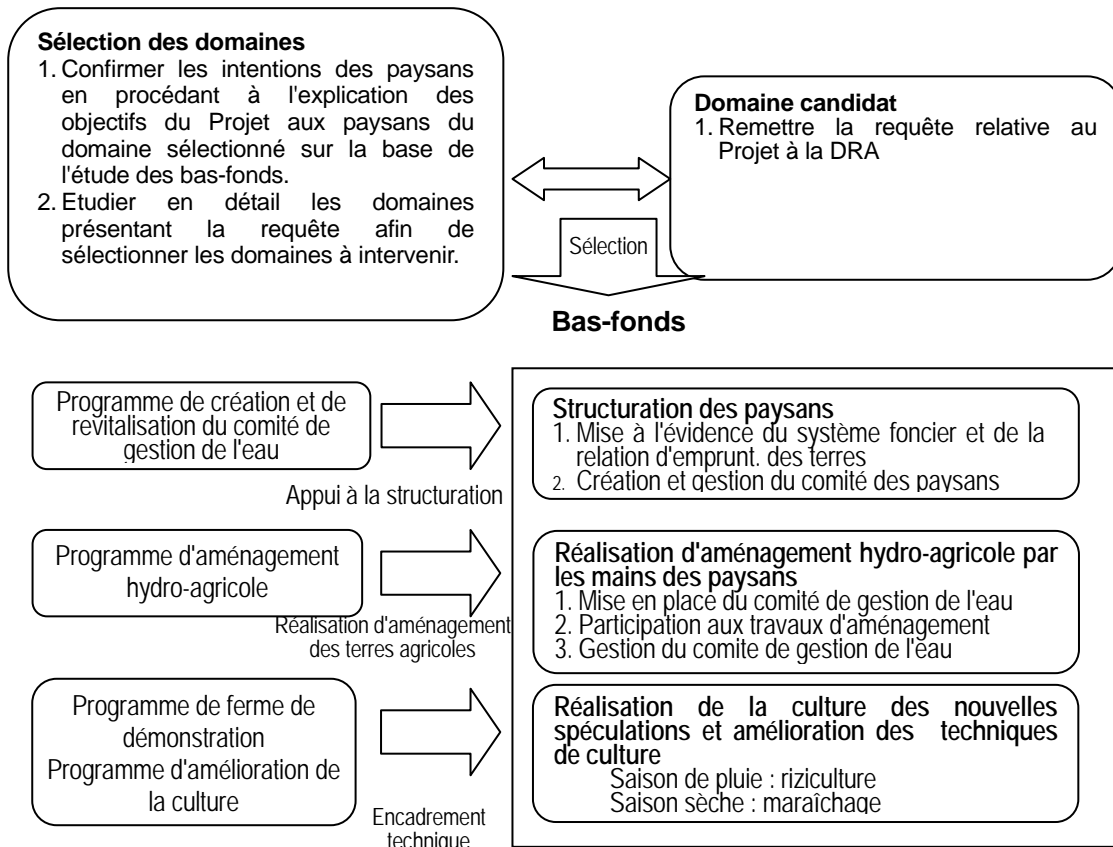 Sélection des domaines
1. Confirmer les intentions des paysans
en procédant à l'explication des
objectifs du Projet aux paysans du
domaine sélectionné sur la base de
l'étude des bas-fonds.
2. Etudier en détail les domaines
présentant la requête afin de
sélectionner les domaines à intervenir.
Domaine candidat
1. Remettre la requête relative au
Projet à la DRA
Sélection
Bas-fonds
Programme de création et de
revitalisation du comité de
gestion de l'eau
Appui à la structuration
Structuration des paysans
1. Mise à l'évidence du système foncier et de la
relation d'emprunt. des terres
2. Création et gestion du comité des paysans
Programme d'aménagement
hydro-agricole
Réalisation d'aménagement
des terres agricoles
Réalisation d'aménagement hydro-agricole par
les mains des paysans
1. Mise en place du comité de gestion de l'eau
2. Participation aux travaux d'aménagement
3. Gestion du comite de gestion de l'eau
Programme de ferme de
démonstration
Programme d'amélioration de
la culture
Encadrement
technique
Réalisation de la culture des nouvelles
spéculations et amélioration des techniques
de culture
Saison de pluie : riziculture
Saison sèche : maraîchage